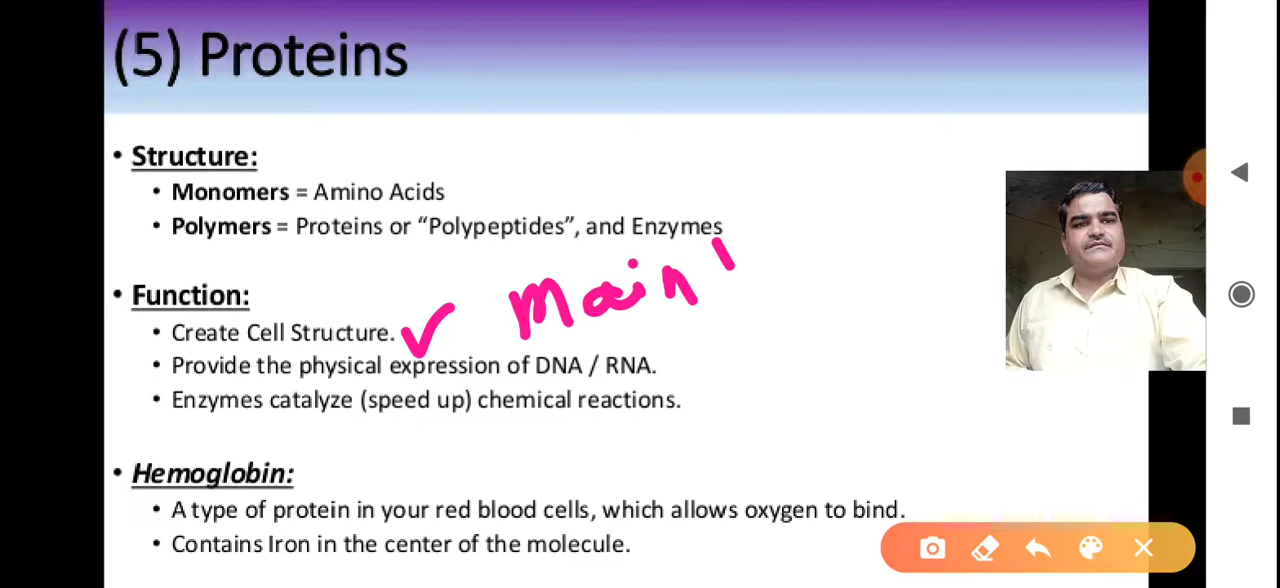 (5) Proteins
• Structure:
• Monomers = Amino Acids
• Polymers = Proteins or “Polypeptides”, and Enzymes
Main
• Function:
• Create Cell Structure.
• Provide the physical expression of DNA / RNA.
• Enzymes catalyze (speed up) chemical reactions.
• Hemoglobin:
• A type of protein in your red blood cells, which allows oxygen to bind.
• Contains Iron in the center of the molecule.